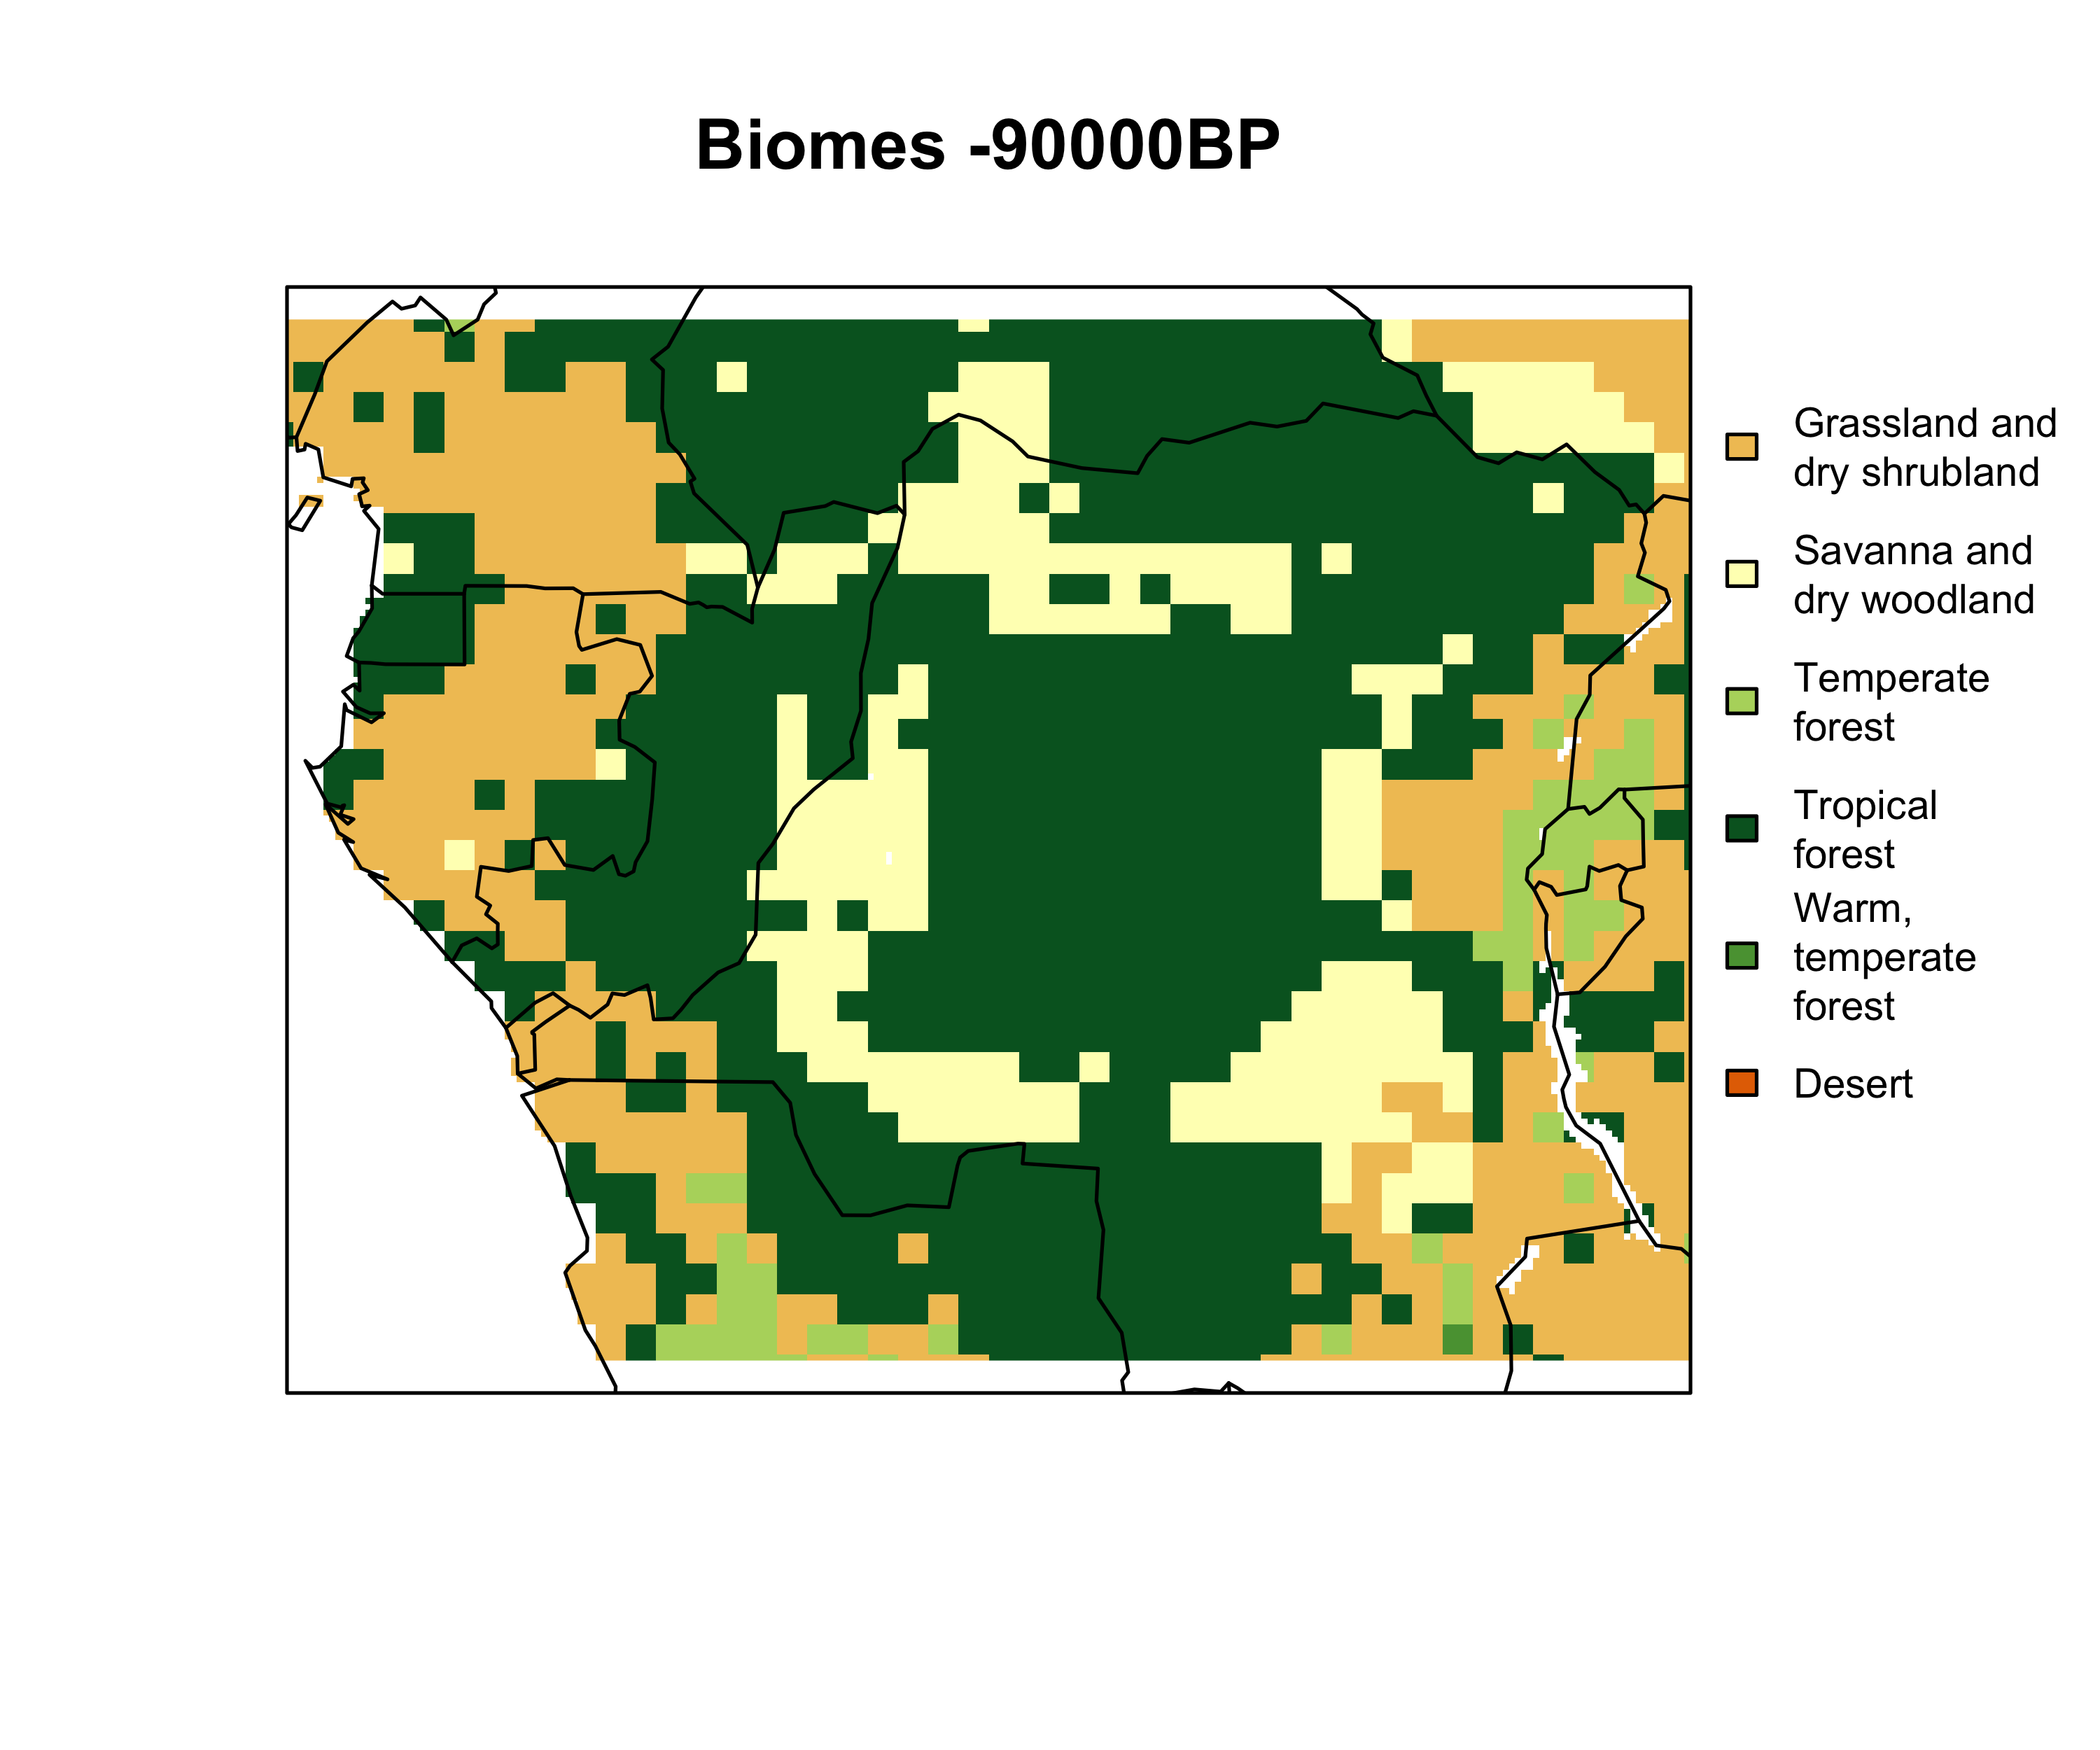 Biomes -90000BP
Grassland and
dry shrubland
Savanna and
dry woodland
Temperate
forest
Tropical
forest
Warm,
temperate
forest
Desert